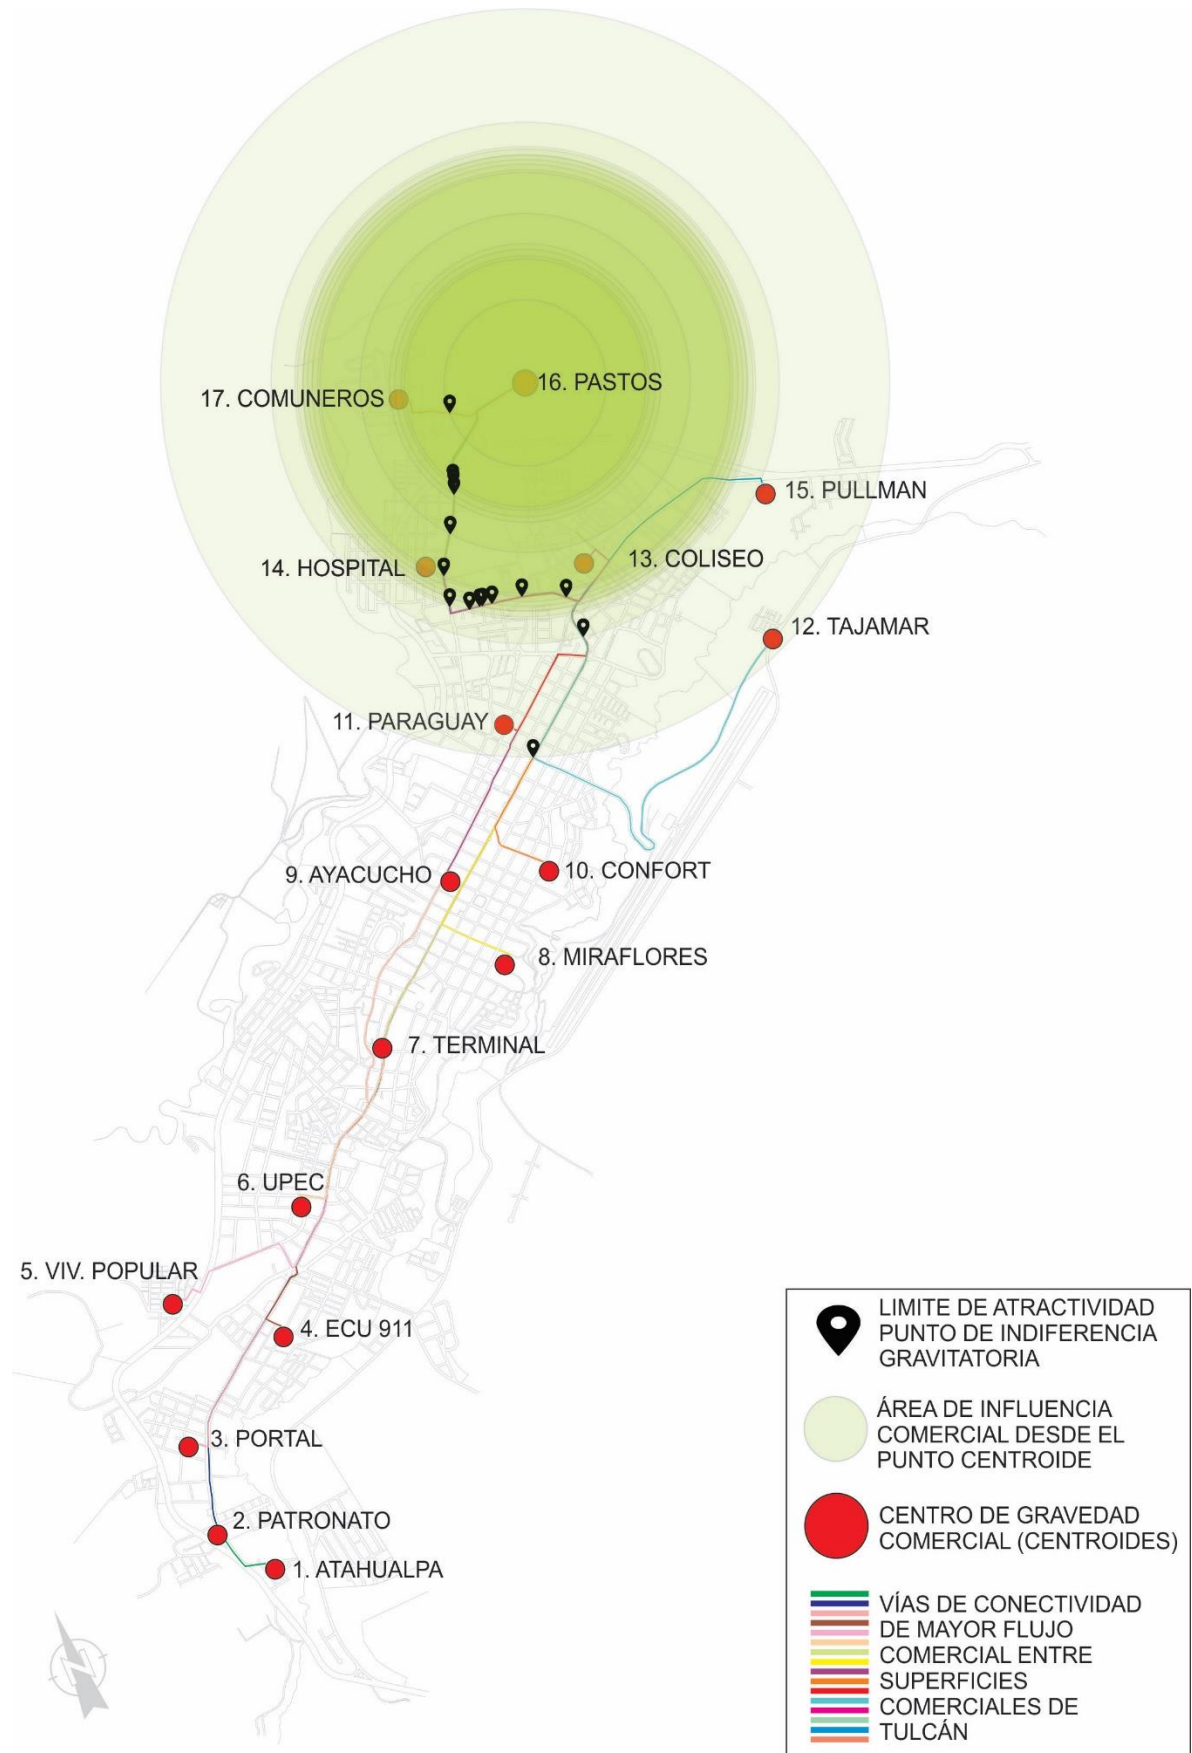 16. PASTOS
17. COMUNEROS
15. PULLMAN
13. COLISEO
14. HOSPITAL
12. TAJAMAR
11. PARAGUAY
10. CONFORT
9. AYACUCHO
8. MIRAFLORES
7. TERMINAL
6. UPEC
5. VIV. POPULAR
4. ECU 911
3. PORTAL
2. PATRONATO
1. ATAHUALPA
LIMITE DE ATRACTIVIDAD
PUNTO DE INDIFERENCIA
GRAVITATORIA
ÁREA DE INFLUENCIA
COMERCIAL DESDE EL
PUNTO CENTROIDE
CENTRO DE GRAVEDAD
COMERCIAL (CENTROIDES)
VÍAS DE CONECTIVIDAD
DE MAYOR FLUJO
COMERCIAL ENTRE
SUPERFICIES
COMERCIALES DE
TULCÁN